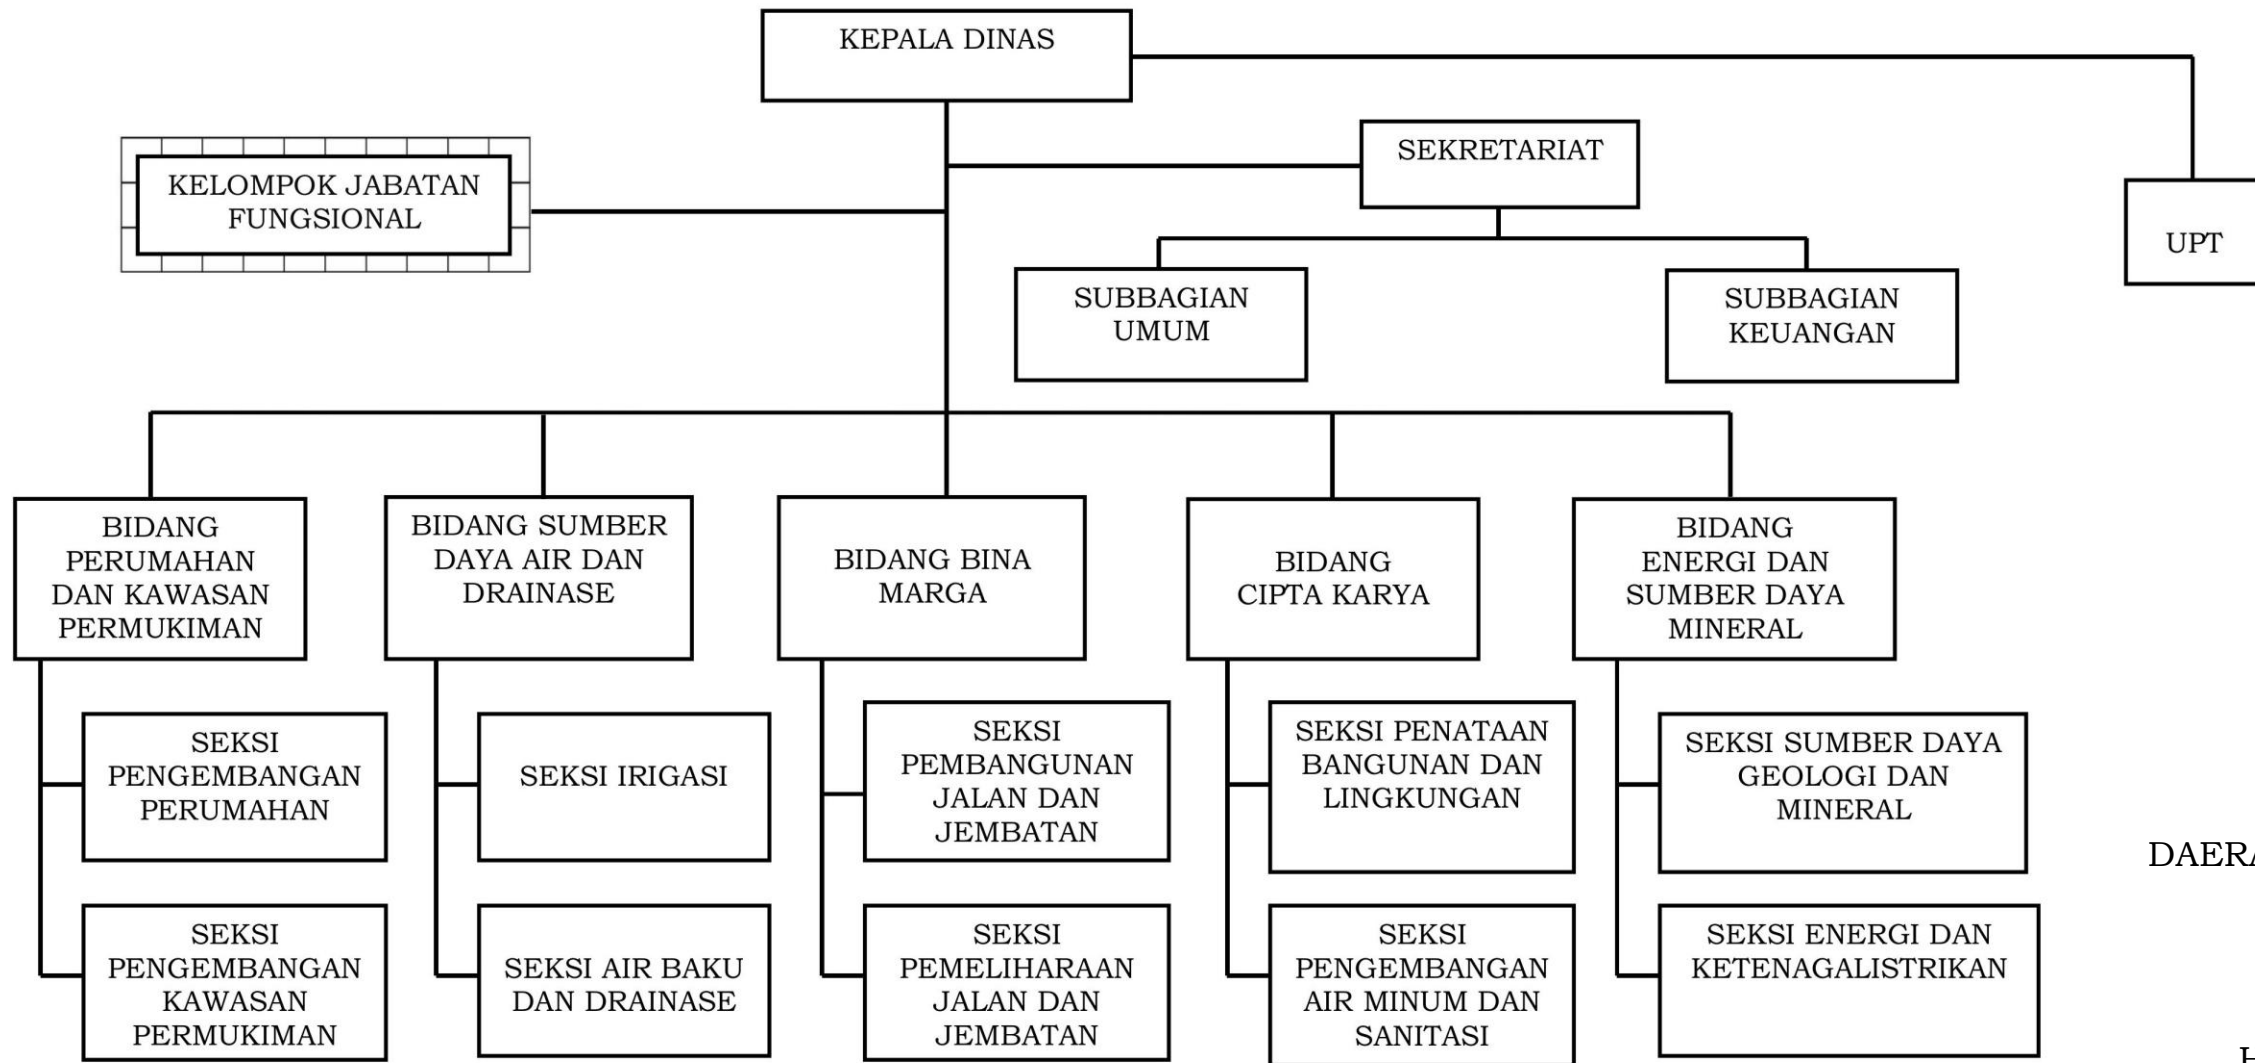 KEPALA DINAS
SEKRETARIAT
KELOMPOK JABATAN
FUNGSIONAL
UPT
SUBBAGIAN
UMUM
SUBBAGIAN
KEUANGAN
BIDANG
PERUMAHAN
DAN KAWASAN
PERMUKIMAN
BIDANG SUMBER
DAYA AIR DAN
DRAINASE
BIDANG BINA
MARGA
BIDANG
CIPTA KARYA
BIDANG
ENERGI DAN
SUMBER DAYA
MINERAL
SEKSI
PENGEMBANGAN
PERUMAHAN
SEKSI IRIGASI
SEKSI
PEMBANGUNAN
JALAN DAN
JEMBATAN
SEKSI PENATAAN
BANGUNAN DAN
LINGKUNGAN
SEKSI SUMBER DAYA
GEOLOGI DAN
MINERAL
SEKSI
PENGEMBANGAN
KAWASAN
PERMUKIMAN
SEKSI AIR BAKU
DAN DRAINASE
SEKSI
PEMELIHARAAN
JALAN DAN
JEMBATAN
SEKSI
PENGEMBANGAN
AIR MINUM DAN
SANITASI
SEKSI ENERGI DAN
KETENAGALISTRIKAN